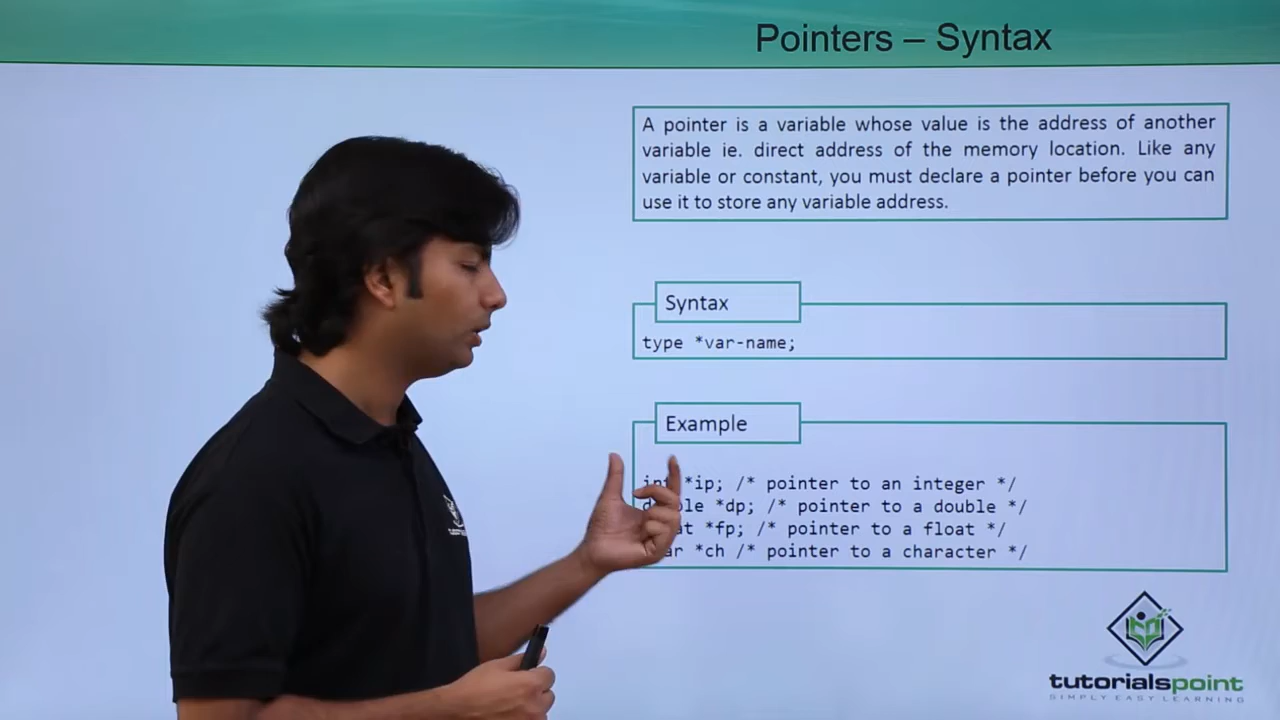 Pointers – Syntax
A pointer is a variable whose value is the address of another
variable ie. direct address of the memory location. Like any
variable or constant, you must declare a pointer before you can
use it to store any variable address.
Syntax
type *var-name;
Example
int *ip; /* pointer to an integer */
*dp; /* pointer to a double */
*fp; /* pointer to a float */
*ch /* pointer to a character */
tutorialspoint
SIMPLY EASY LEARNING